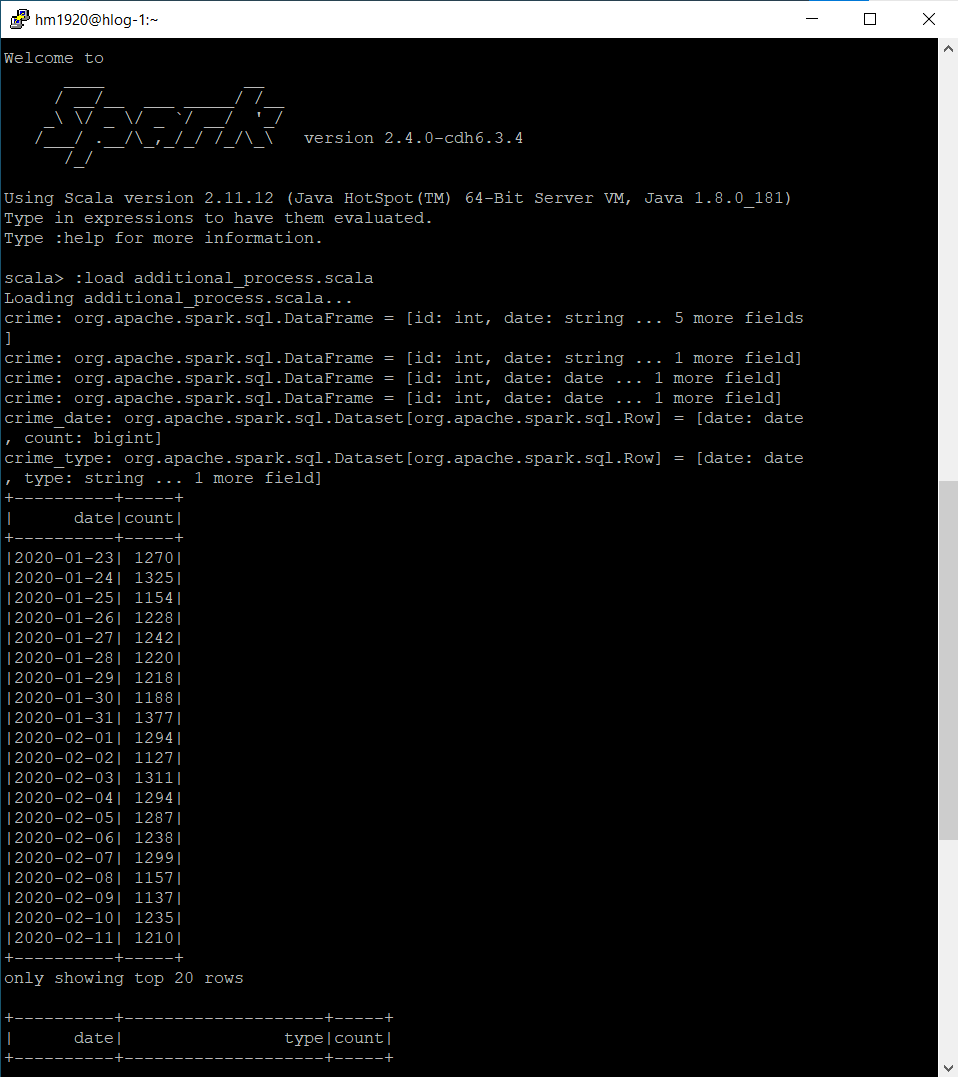 hm1920@hlog-1:~
Welcome to
      ____              __
     / __/__  ___ _____/ /__
    _\ \/ _ \/ _ `/ __/  '_/
   /___/ .__/\_,_/_/ /_/\_\   version 2.4.0-cdh6.3.4
      /_/
Using Scala version 2.11.12 (Java HotSpot(TM) 64-Bit Server VM, Java 1.8.0_181)
Type in expressions to have them evaluated.
Type :help for more information.
scala> :load additional_process.scala
Loading additional_process.scala...
crime: org.apache.spark.sql.DataFrame = [id: int, date: string ... 5 more fields
]
crime: org.apache.spark.sql.DataFrame = [id: int, date: string ... 1 more field]
crime: org.apache.spark.sql.DataFrame = [id: int, date: date ... 1 more field]
crime: org.apache.spark.sql.DataFrame = [id: int, date: date ... 1 more field]
crime_date: org.apache.spark.sql.Dataset[org.apache.spark.sql.Row] = [date: date
, count: bigint]
crime_type: org.apache.spark.sql.Dataset[org.apache.spark.sql.Row] = [date: date
, type: string ... 1 more field]
+----------+-----+
|      date|count|
+----------+-----+
|2020-01-23| 1270|
|2020-01-24| 1325|
|2020-01-25| 1154|
|2020-01-26| 1228|
|2020-01-27| 1242|
|2020-01-28| 1220|
|2020-01-29| 1218|
|2020-01-30| 1188|
|2020-01-31| 1377|
|2020-02-01| 1294|
|2020-02-02| 1127|
|2020-02-03| 1311|
|2020-02-04| 1294|
|2020-02-05| 1287|
|2020-02-06| 1238|
|2020-02-07| 1299|
|2020-02-08| 1157|
|2020-02-09| 1137|
|2020-02-10| 1235|
|2020-02-11| 1210|
+----------+-----+
only showing top 20 rows
+----------+--------------------+-----+
|      date|                type|count|
+----------+--------------------+-----+